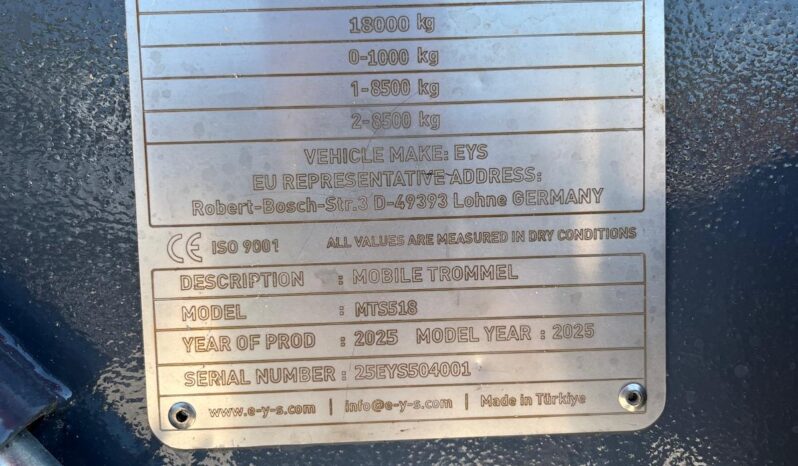 18000 kg
0-1000 kg
1-8500 kg
2-8500 kg
VEHICLE MAKE: EYS
EU REPRESENTATIVE ADDRESS:
Robert-Bosch-Str.3 D-49393 Lohne GERMANY
CE ISO 9001 ALL VALUES ARE MEASURED IN DRY CONDITIONS
DESCRIPTION : MOBILE TROMMEL
MODEL : MTS518
YEAR OF PROD : 2025 MODEL YEAR : 2025
SERIAL NUMBER : 25EYS504001
www.e-y-s.com | info@e-y-s.com | Made in Türkiye